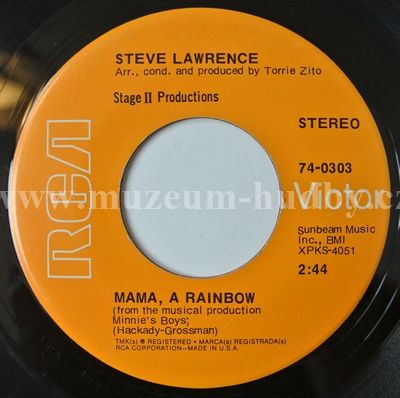 STEVE LAWRENCE
Arr., cond. and produced by Torrie Zito
Stage II Productions
STEREO
74-0303
RCA
Victor
www.muzeum-hudby.cz
Sunbeam Music
Inc., BMI
XPKS-4051
2:44
MAMA, A RAINBOW
(from the musical production
Minnie's Boys)
(Hackady-Grossman)
TMK(s) ® REGISTERED • MARCA(S) REGISTRADA(S)
RCA CORPORATION—MADE IN U.S.A.